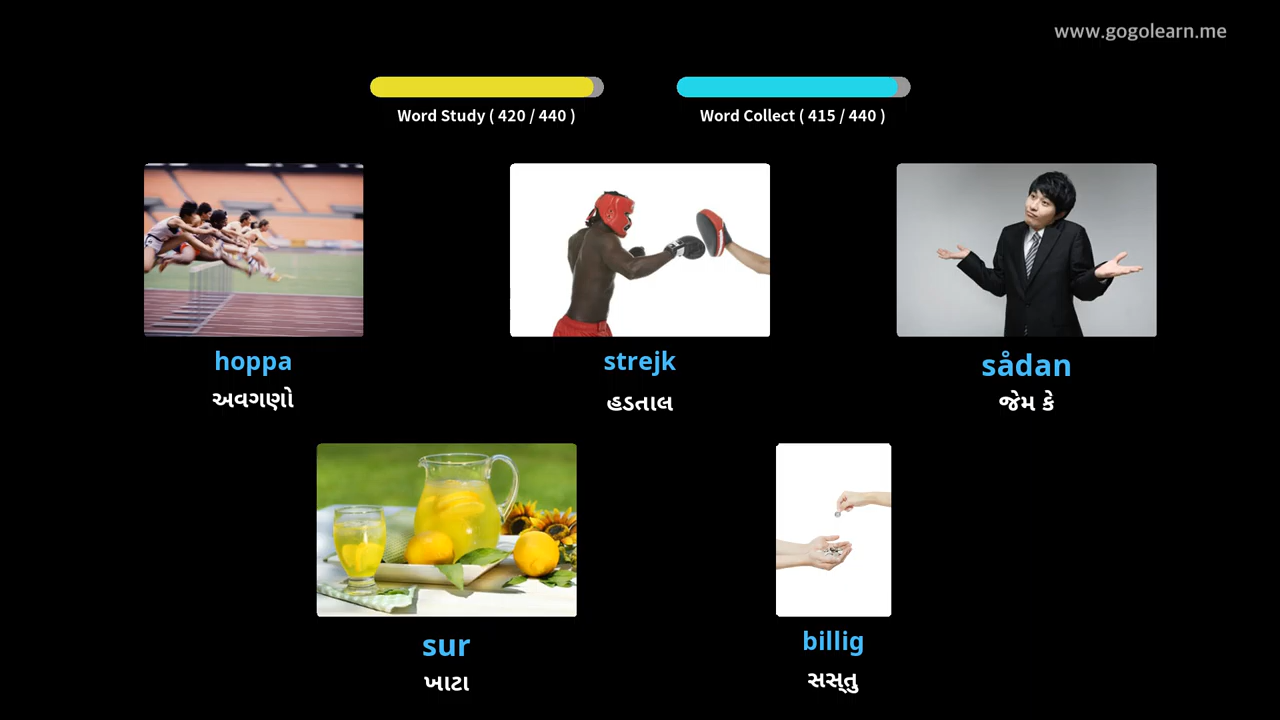 www.gogolearn.me
Word Study ( 420 / 440 )
Word Collect ( 415 / 440 )
hoppa
અવગણો
strejk
હડતાલ
sådan
જેમ કે
sur
ખાટા
billig
સસ્તુ